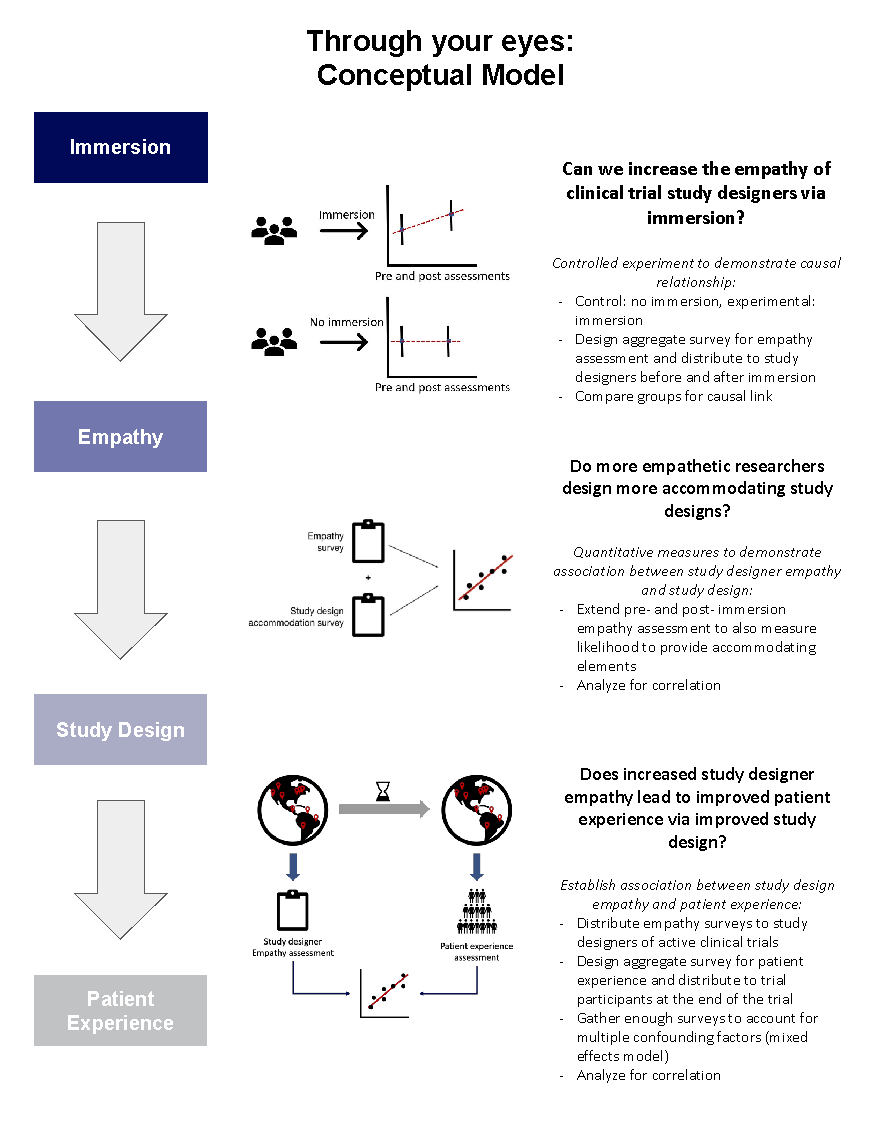 Through your eyes:
Conceptual Model
Immersion
Immersion
Pre and post assessments
No immersion
Pre and post assessments
Can we increase the empathy of
clinical trial study designers via
immersion?
Controlled experiment to demonstrate causal
relationship:
- Control: no immersion, experimental:
immersion
- Design aggregate survey for empathy
assessment and distribute to study
designers before and after immersion
- Compare groups for causal link
Empathy
Empathy
survey
+
Study design
accommodation survey
Do more empathetic researchers
design more accommodating study
designs?
Quantitative measures to demonstrate
association between study designer empathy
and study design:
- Extend pre- and post- immersion
empathy assessment to also measure
likelihood to provide accommodating
elements
- Analyze for correlation
Study Design
Study designer
Empathy assessment
Patient experience
assessment
Does increased study designer
empathy lead to improved patient
experience via improved study
design?
Establish association between study design
empathy and patient experience:
- Distribute empathy surveys to study
designers of active clinical trials
- Design aggregate survey for patient
experience and distribute to trial
participants at the end of the trial
- Gather enough surveys to account for
multiple confounding factors (mixed
effects model)
- Analyze for correlation
Patient
Experience